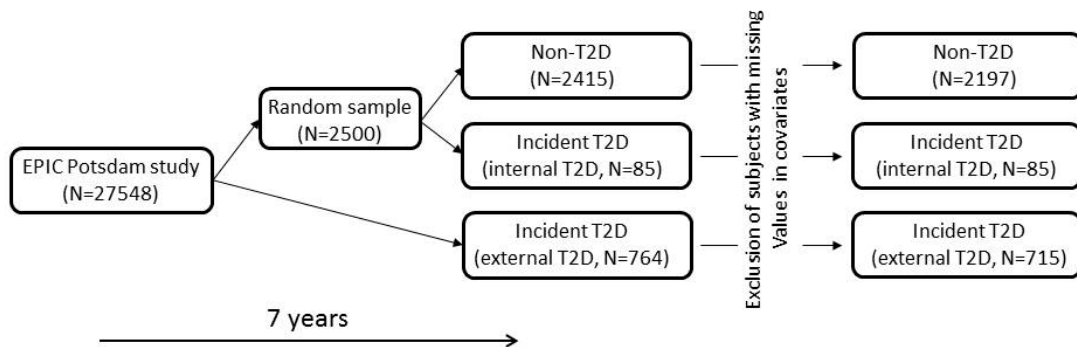 EPIC Potsdam study
(N=27548)
Random sample
(N=2500)
Non-T2D
(N=2415)
Incident T2D
(internal T2D, N=85)
Incident T2D
(external T2D, N=764)
Exclusion of subjects with missing
Values in covariates
Non-T2D
(N=2197)
Incident T2D
(internal T2D, N=85)
Incident T2D
(external T2D, N=715)
7 years